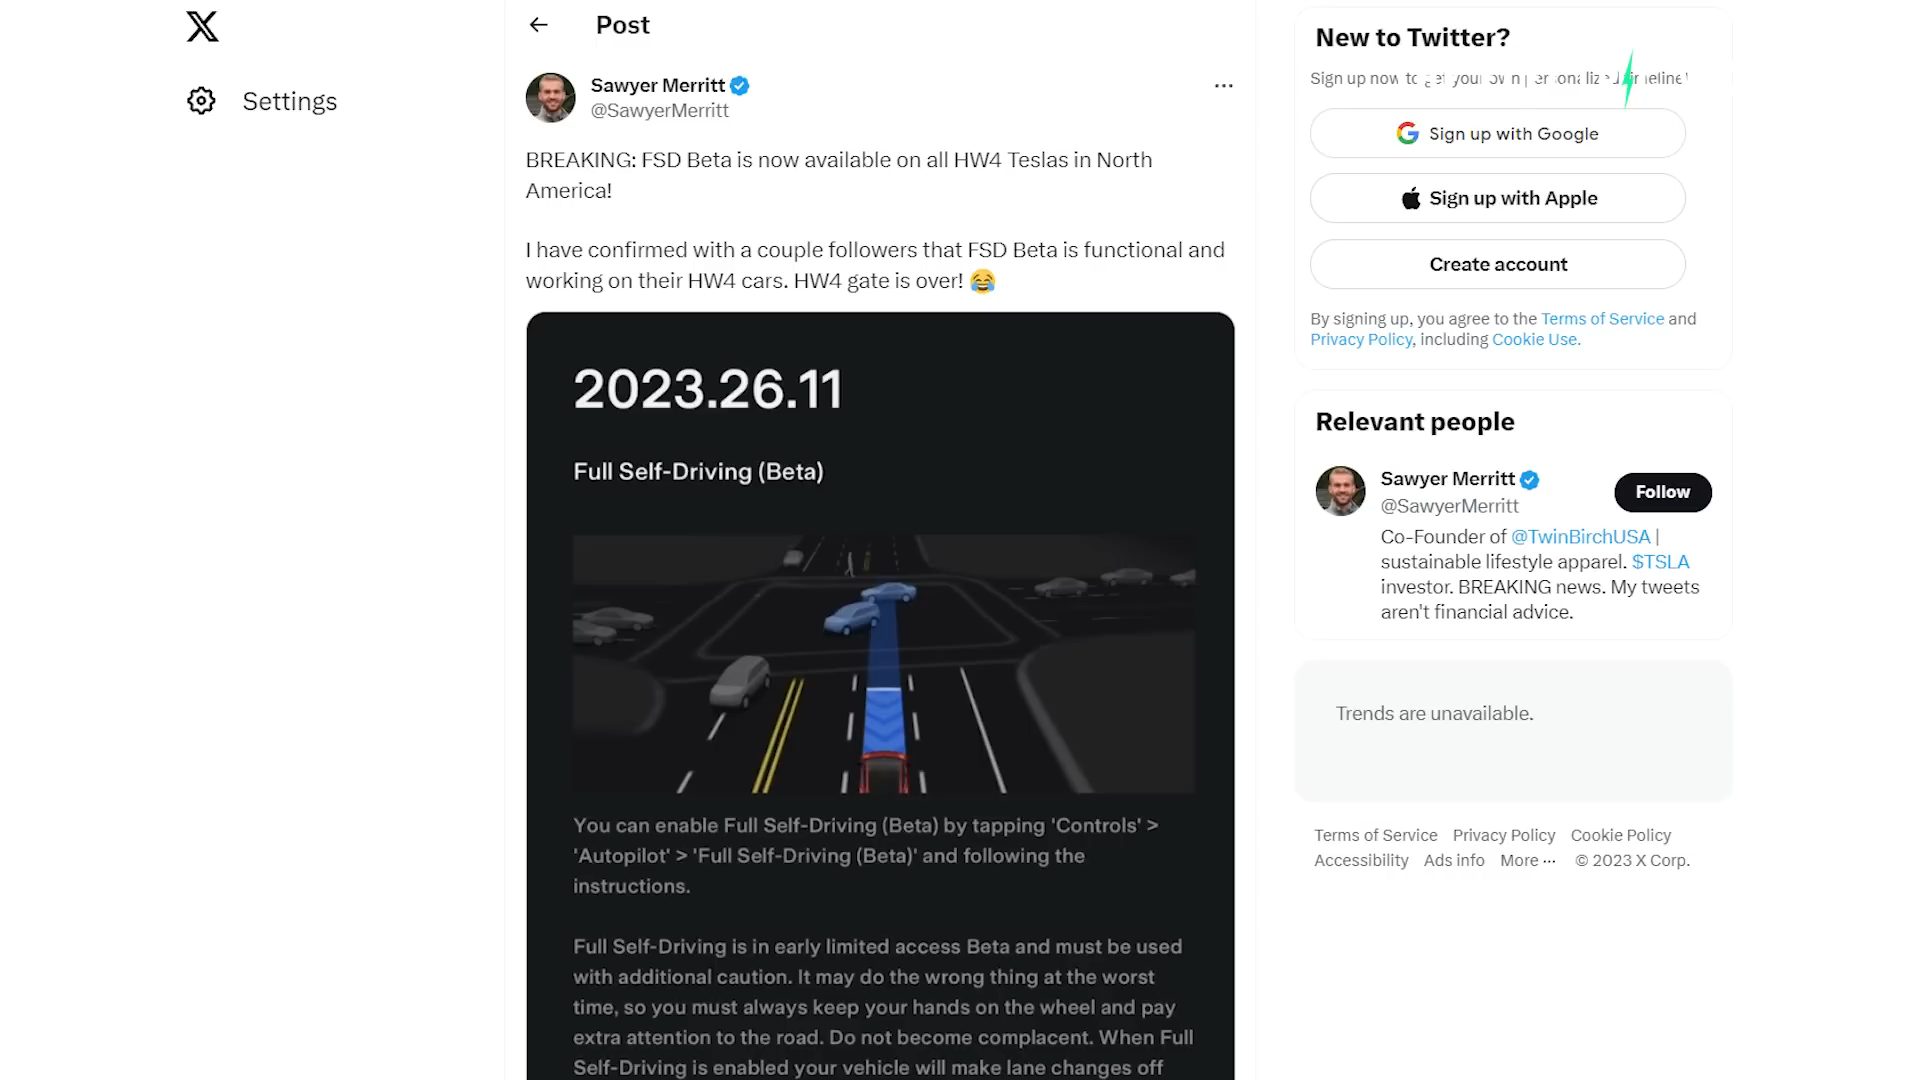 Post
Settings
Sawyer Merritt
@SawyerMerritt
BREAKING: FSD Beta is now available on all HW4 Teslas in North
America!
I have confirmed with a couple followers that FSD Beta is functional and
working on their HW4 cars. HW4 gate is over! 😂
2023.26.11
Full Self-Driving (Beta)
You can enable Full Self-Driving (Beta) by tapping 'Controls' >
'Autopilot' > 'Full Self-Driving (Beta)' and following the
instructions.
Full Self-Driving is in early limited access Beta and must be used
with additional caution. It may do the wrong thing at the worst
time, so you must always keep your hands on the wheel and pay
extra attention to the road. Do not become complacent. When Full
Self-Driving is enabled your vehicle will make lane changes off
New to Twitter?
Sign up now to get your own personalized timeline!
Sign up with Google
Sign up with Apple
Create account
By signing up, you agree to the Terms of Service and
Privacy Policy, including Cookie Use.
Relevant people
Sawyer Merritt
@SawyerMerritt
Follow
Co-Founder of @TwinBirchUSA |
sustainable lifestyle apparel. $TSLA
investor. BREAKING news. My tweets
aren't financial advice.
Trends are unavailable.
Terms of Service Privacy Policy Cookie Policy
Accessibility Ads info More ··· © 2023 X Corp.